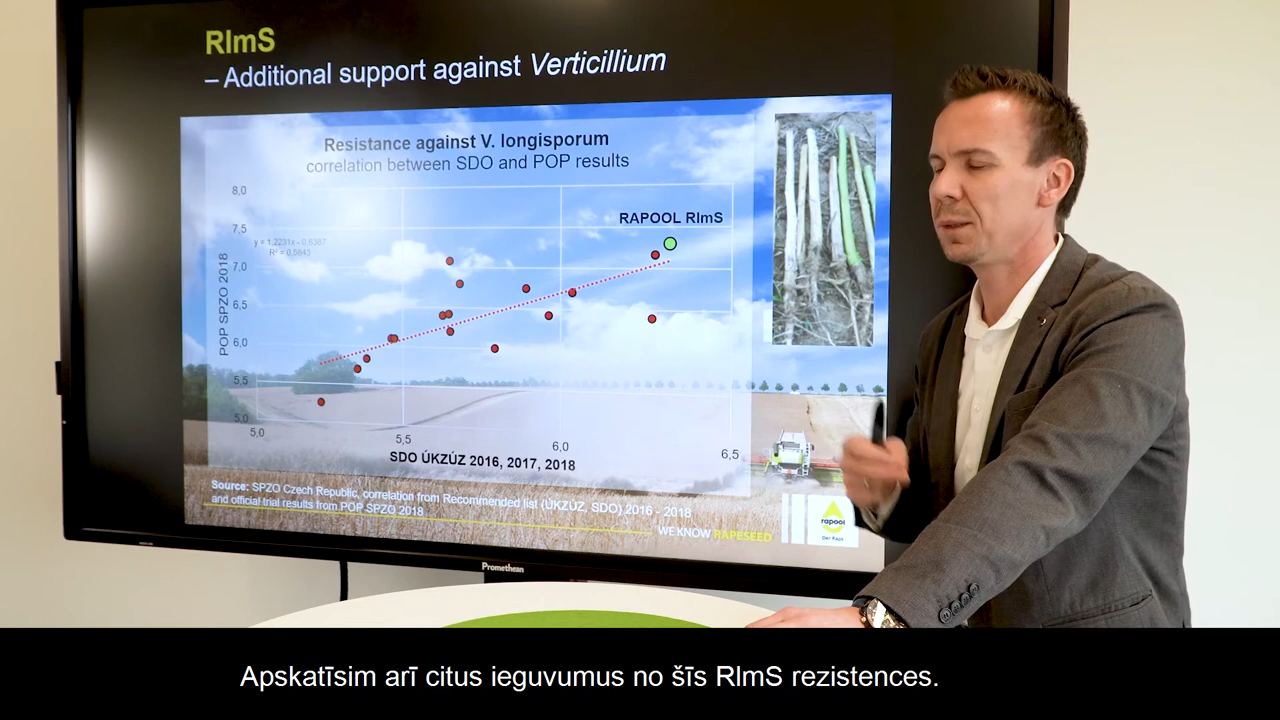 RlmS
– Additional support against Verticillium
Resistance against V. longisporum
correlation between SDO and POP results
8,0
7,5
7,0
6,5
6,0
5,5
5,0
POP SPZO 2018
y = 1.2231x - 0.6387
R² = 0.5643
RAPOOL RlmS
5,0
5,5
6,0
6,5
SDO ÚKZÚZ 2016, 2017, 2018
Source: SPZO Czech Republic, correlation from Recommended list (ÚKZÚZ, SDO) 2016 - 2018
and official trial results from POP SPZO 2018
WE KNOW RAPESEED
rapool
Der Raps
Promethean
Apskatīsim arī citus ieguvumus no šīs RlmS rezistences.